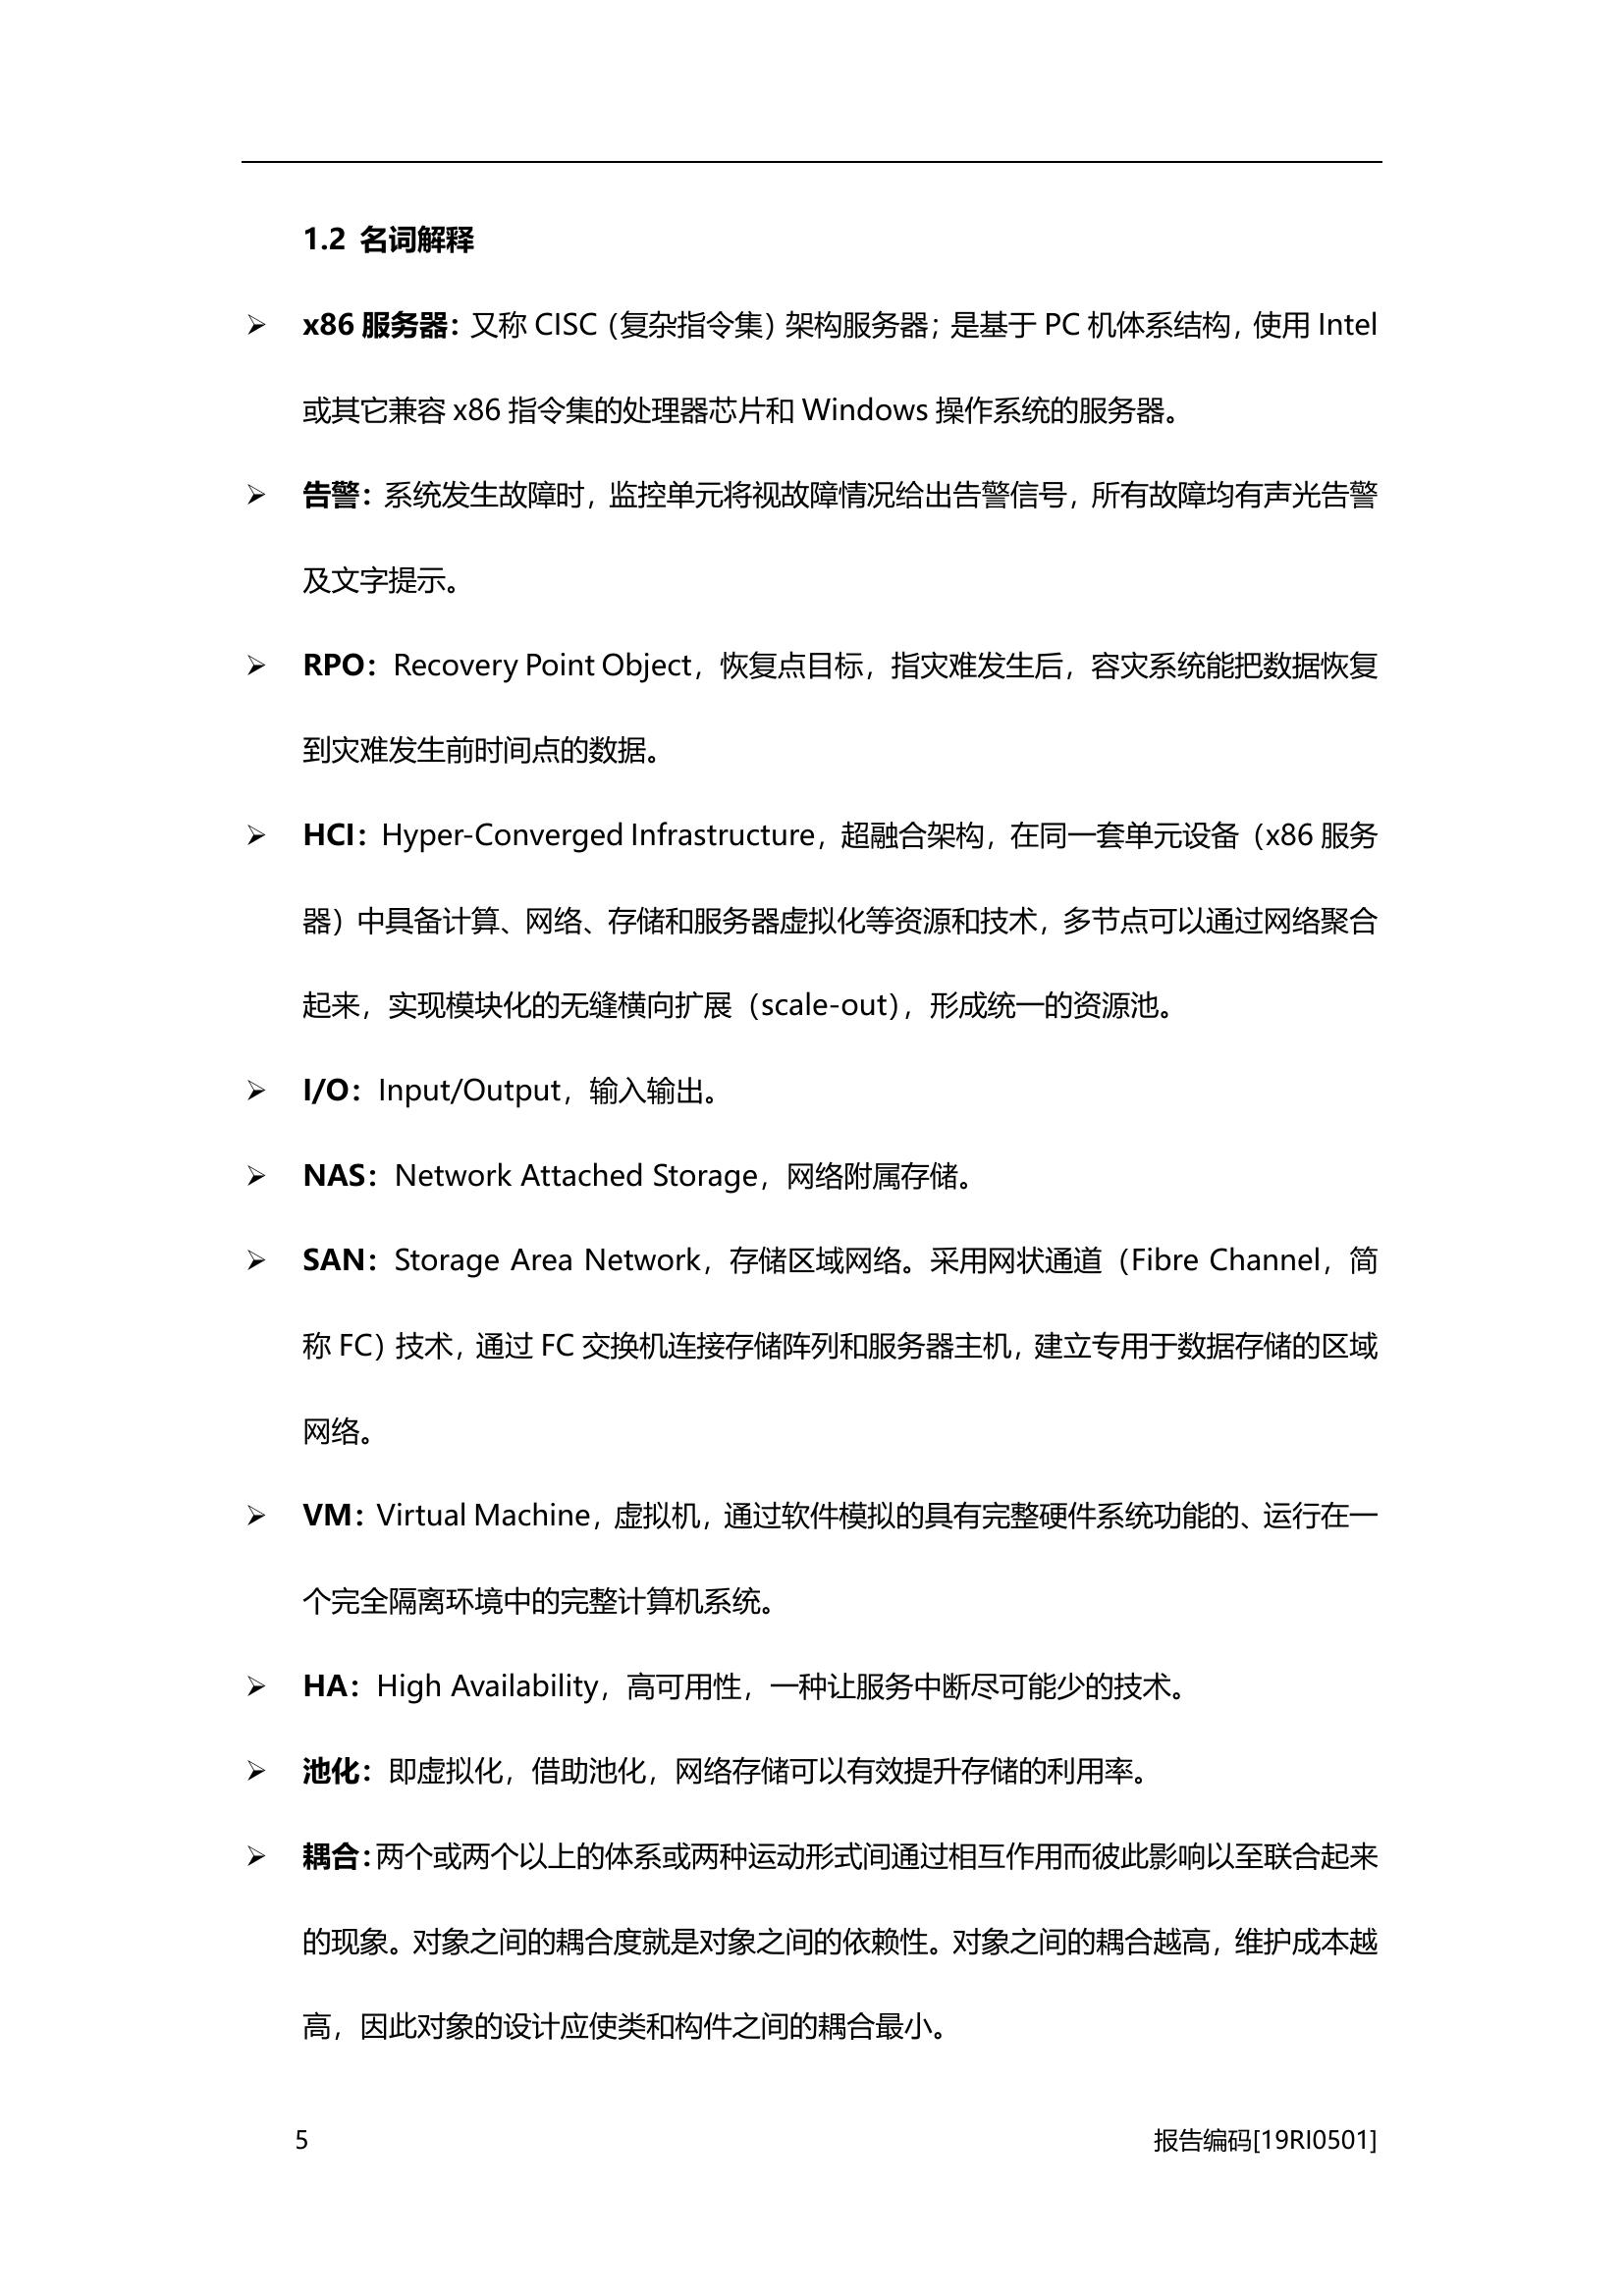 1.2 名词解释
➢ x86 服务器：又称 CISC（复杂指令集）架构服务器；是基于 PC 机体系结构，使用 Intel
或其它兼容 x86 指令集的处理器芯片和 Windows 操作系统的服务器。
➢ 告警：系统发生故障时，监控单元将视故障情况给出告警信号，所有故障均有声光告警
及文字提示。
➢ RPO：Recovery Point Object，恢复点目标，指灾难发生后，容灾系统能把数据恢复
到灾难发生前时间点的数据。
➢ HCI：Hyper-Converged Infrastructure，超融合架构，在同一套单元设备（x86 服务
器）中具备计算、网络、存储和服务器虚拟化等资源和技术，多节点可以通过网络聚合
起来，实现模块化的无缝横向扩展（scale-out），形成统一的资源池。
➢ I/O：Input/Output，输入输出。
➢ NAS：Network Attached Storage，网络附属存储。
➢ SAN：Storage Area Network，存储区域网络。采用网状通道（Fibre Channel，简
称 FC）技术，通过 FC 交换机连接存储阵列和服务器主机，建立专用于数据存储的区域
网络。
➢ VM：Virtual Machine，虚拟机，通过软件模拟的具有完整硬件系统功能的、运行在一
个完全隔离环境中的完整计算机系统。
➢ HA：High Availability，高可用性，一种让服务中断尽可能少的技术。
➢ 池化：即虚拟化，借助池化，网络存储可以有效提升存储的利用率。
➢ 耦合：两个或两个以上的体系或两种运动形式间通过相互作用而彼此影响以至联合起来
的现象。对象之间的耦合度就是对象之间的依赖性。对象之间的耦合越高，维护成本越
高，因此对象的设计应使类和构件之间的耦合最小。
5 报告编码[19RI0501]